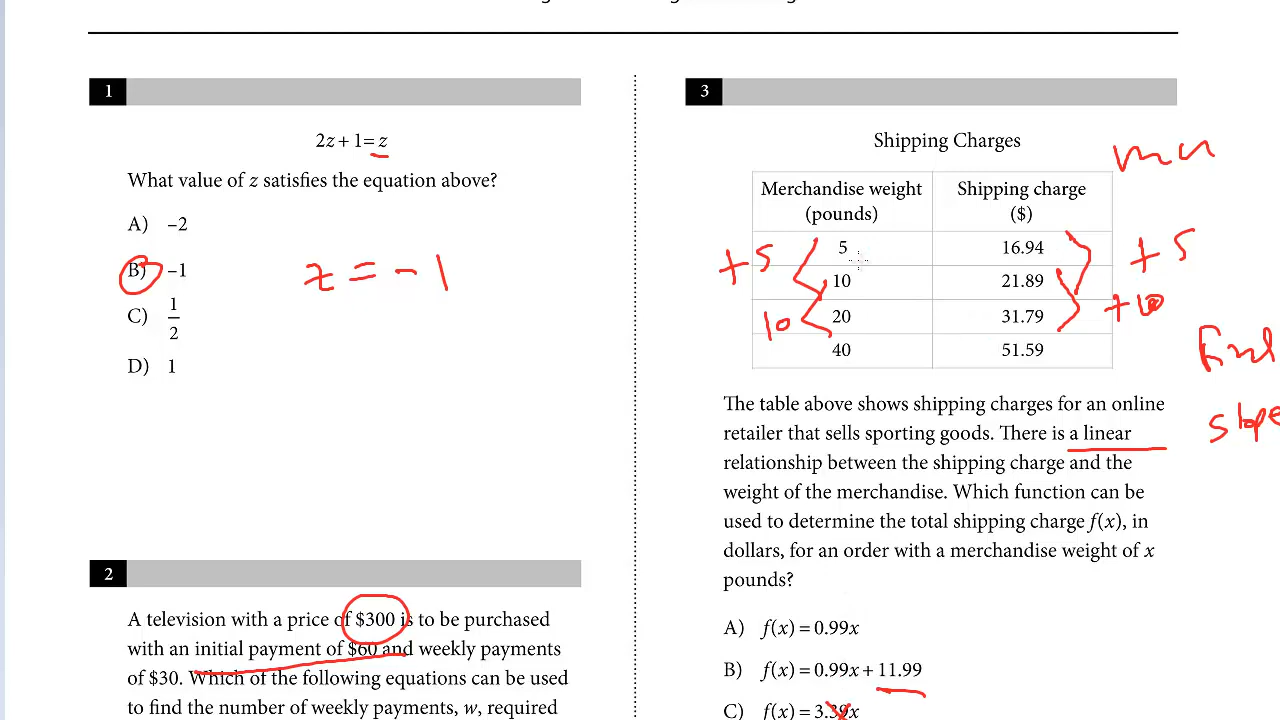 1
2z + 1 = z
What value of z satisfies the equation above?
A) –2
B) –1
z = -1
C) 1/2
D) 1
2
A television with a price of $300 is to be purchased
with an initial payment of $60 and weekly payments
of $30. Which of the following equations can be used
to find the number of weekly payments, w, required
3
Shipping Charges
Merchandise weight (pounds) Shipping charge ($)
5 16.94
10 21.89
20 31.79
40 51.59
+5
10
+5
+10
Find
slope
The table above shows shipping charges for an online
retailer that sells sporting goods. There is a linear
relationship between the shipping charge and the
weight of the merchandise. Which function can be
used to determine the total shipping charge f(x), in
dollars, for an order with a merchandise weight of x
pounds?
A) f(x) = 0.99x
B) f(x) = 0.99x + 11.99
C) f(x) = 3.39x